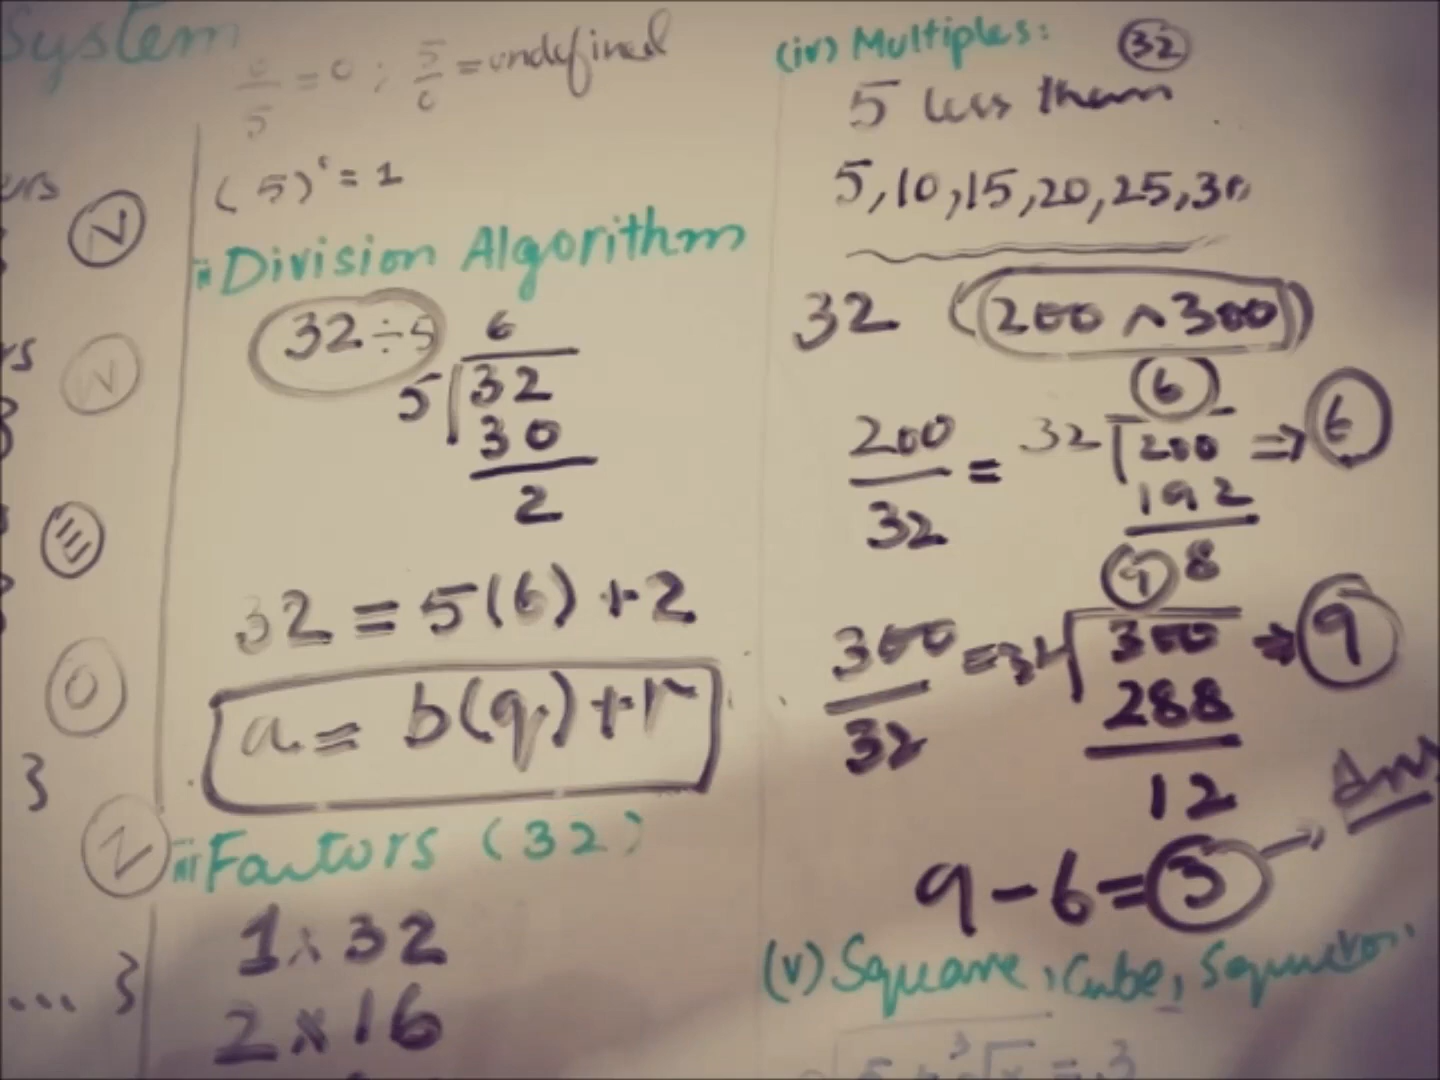 System
0/5 = 0 ; 5/0 = undefined
(5)° = 1
N
W
E
O
Z
}
... }
ii Division Algorithm
32 ÷ 5
6
5 32
30
2
32 = 5(6) + 2
a = b(q) + r
iii Factors (32)
1 x 32
2 x 16
(iv) Multiples: 32
5 less than
5, 10, 15, 20, 25, 30
32 (200 ^ 300)
6
200/32 = 32 200 => 6
192
8
9
300/32 = 32 300 => 9
288
12
9 - 6 = 3 → Ans
(v) Square, Cube, Squareroo